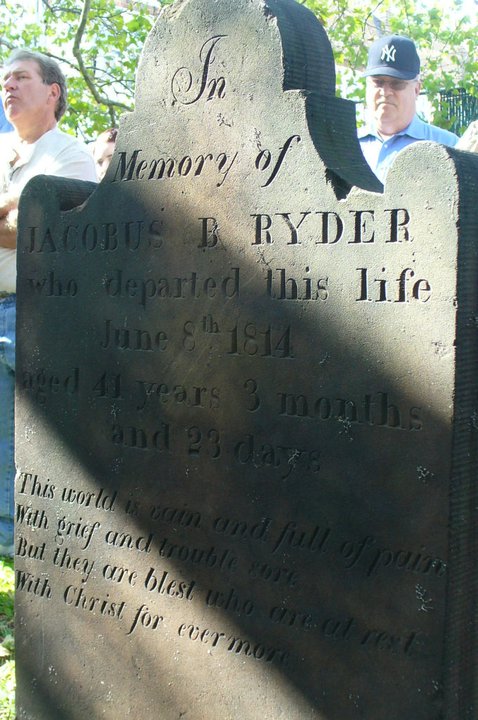 In
Memory of
JACOBUS B RYDER
who departed this life
June 8th 1814
aged 41 years 3 months
and 23 days
This world is vain and full of pain
With grief and trouble sore,
But they are blest who are at rest
With Christ for ever more
NY